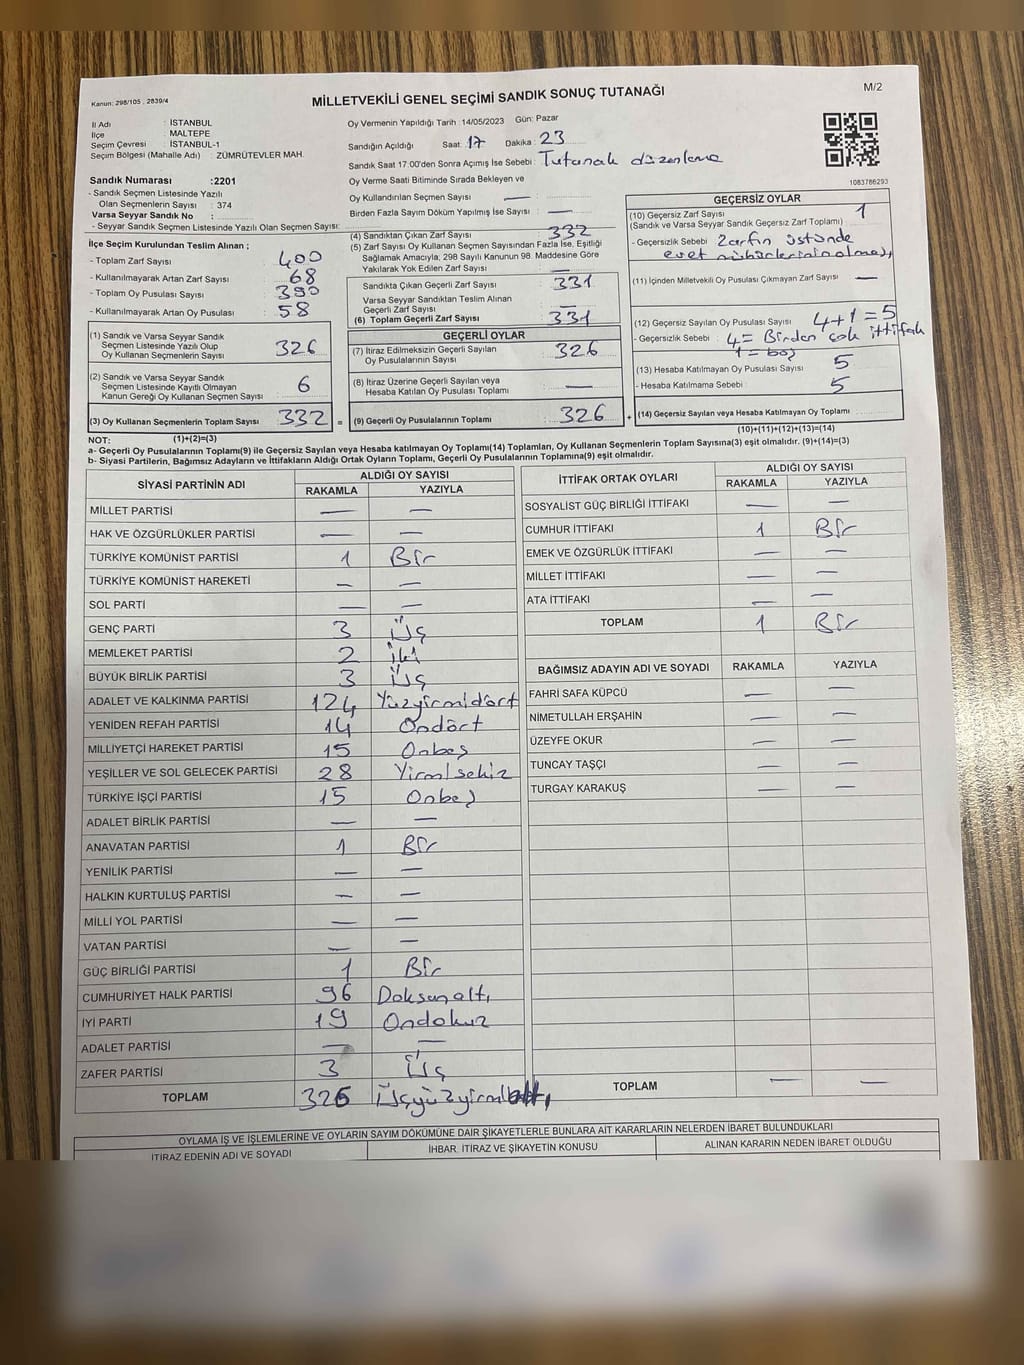 Kanun: 298/105 , 2839/4
MİLLETVEKİLİ GENEL SEÇİMİ SANDIK SONUÇ TUTANAĞI
M/2
İl Adı : İSTANBUL
İlçe : MALTEPE
Seçim Çevresi : İSTANBUL-1
Seçim Bölgesi (Mahalle Adı) : ZÜMRÜTEVLER MAH.
Sandık Numarası :2201
- Sandık Seçmen Listesinde Yazılı
Olan Seçmenlerin Sayısı : 374
Varsa Seyyar Sandık No :
- Seyyar Sandık Seçmen Listesinde Yazılı Olan Seçmen Sayısı:
Oy Vermenin Yapıldığı Tarih : 14/05/2023 Gün: Pazar
Sandığın Açıldığı Saat: 17 Dakika: 23
Sandık Saat 17:00'den Sonra Açımış İse Sebebi: Tutanak düzenleme
Oy Verme Saati Bitiminde Sırada Bekleyen ve
Oy Kullandırılan Seçmen Sayısı —
Birden Fazla Sayım Döküm Yapılmış İse Sayısı : —
1083786293
İlçe Seçim Kurulundan Teslim Alınan ;
- Toplam Zarf Sayısı : 400
- Kullanılmayarak Artan Zarf Sayısı : 68
- Toplam Oy Pusulası Sayısı : 390
- Kullanılmayarak Artan Oy Pusulası : 58
(1) Sandık ve Varsa Seyyar Sandık
Seçmen Listesinde Yazılı Olup
Oy Kullanan Seçmenlerin Sayısı : 326
(2) Sandık ve Varsa Seyyar Sandık
Seçmen Listesinde Kayıtlı Olmayan
Kanun Gereği Oy Kullanan Seçmen Sayısı : 6
(3) Oy Kullanan Seçmenlerin Toplam Sayısı : 332 =
(4) Sandıktan Çıkan Zarf Sayısı : 332
(5) Zarf Sayısı Oy Kullanan Seçmen Sayısından Fazla İse, Eşitliği
Sağlamak Amacıyla; 298 Sayılı Kanunun 98. Maddesine Göre
Yakılarak Yok Edilen Zarf Sayısı : —
Sandıkta Çıkan Geçerli Zarf Sayısı : 331
Varsa Seyyar Sandıktan Teslim Alınan
Geçerli Zarf Sayısı : —
(6) Toplam Geçerli Zarf Sayısı : 331
GEÇERLİ OYLAR
(7) İtiraz Edilmeksizin Geçerli Sayılan
Oy Pusulalarının Sayısı : 326
(8) İtiraz Üzerine Geçerli Sayılan veya
Hesaba Katılan Oy Pusulası Toplamı : —
(9) Geçerli Oy Pusulalarının Toplamı : 326 +
GEÇERSİZ OYLAR
(10) Geçersiz Zarf Sayısı : 1
(Sandık ve Varsa Seyyar Sandık Geçersiz Zarf Toplamı)
- Geçersizlik Sebebi : Zarfın üstünde
evet mühürlerinin olması
(11) İçinden Milletvekili Oy Pusulası Çıkmayan Zarf Sayısı : —
(12) Geçersiz Sayılan Oy Pusulası Sayısı : 4+1=5
- Geçersizlik Sebebi : 4= Birden çok ittifak
1= boş
(13) Hesaba Katılmayan Oy Pusulası Sayısı : 5
- Hesaba Katılmama Sebebi : 5
(14) Geçersiz Sayılan veya Hesaba Katılmayan Oy Toplamı
(10)+(11)+(12)+(13)=(14)
NOT: (1)+(2)=(3)
a- Geçerli Oy Pusulalarının Toplamı(9) ile Geçersiz Sayılan veya Hesaba katılmayan Oy Toplamı(14) Toplamları, Oy Kullanan Seçmenlerin Toplam Sayısına(3) eşit olmalıdır. (9)+(14)=(3)
b- Siyasi Partilerin, Bağımsız Adayların ve İttifakların Aldığı Ortak Oyların Toplamı, Geçerli Oy Pusulalarının Toplamına(9) eşit olmalıdır.
SİYASİ PARTİNİN ADI ALDIĞI OY SAYISI
RAKAMLA YAZIYLA
MİLLET PARTİSİ — —
HAK VE ÖZGÜRLÜKLER PARTİSİ — —
TÜRKİYE KOMÜNİST PARTİSİ 1 Bir
TÜRKİYE KOMÜNİST HAREKETİ — —
SOL PARTİ — —
GENÇ PARTİ 3 Üç
MEMLEKET PARTİSİ 2 İki
BÜYÜK BİRLİK PARTİSİ 3 Üç
ADALET VE KALKINMA PARTİSİ 124 Yüzyirmidört
YENİDEN REFAH PARTİSİ 14 Ondört
MİLLİYETÇİ HAREKET PARTİSİ 15 Onbeş
YEŞİLLER VE SOL GELECEK PARTİSİ 28 Yirmisekiz
TÜRKİYE İŞÇİ PARTİSİ 15 Onbeş
ADALET BİRLİK PARTİSİ — —
ANAVATAN PARTİSİ 1 Bir
YENİLİK PARTİSİ — —
HALKIN KURTULUŞ PARTİSİ — —
MİLLİ YOL PARTİSİ — —
VATAN PARTİSİ — —
GÜÇ BİRLİĞİ PARTİSİ 1 Bir
CUMHURİYET HALK PARTİSİ 96 Doksanaltı
İYİ PARTİ 19 Ondokuz
ADALET PARTİSİ — —
ZAFER PARTİSİ 3 Üç
TOPLAM 326 Üçyüzyirmialtı
İTTİFAK ORTAK OYLARI ALDIĞI OY SAYISI
RAKAMLA YAZIYLA
SOSYALİST GÜÇ BİRLİĞİ İTTİFAKI — —
CUMHUR İTTİFAKI 1 Bir
EMEK VE ÖZGÜRLÜK İTTİFAKI — —
MİLLET İTTİFAKI — —
ATA İTTİFAKI — —
TOPLAM 1 Bir
BAĞIMSIZ ADAYIN ADI VE SOYADI RAKAMLA YAZIYLA
FAHRİ SAFA KÜPCÜ — —
NİMETULLAH ERŞAHİN — —
ÜZEYFE OKUR — —
TUNCAY TAŞÇI — —
TURGAY KARAKUŞ — —
TOPLAM — —
OYLAMA İŞ VE İŞLEMLERİNE VE OYLARIN SAYIM DÖKÜMÜNE DAİR ŞİKAYETLERLE BUNLARA AİT KARARLARIN NELERDEN İBARET BULUNDUKLARI
İTİRAZ EDENİN ADI VE SOYADI İHBAR, İTİRAZ VE ŞİKAYETİN KONUSU ALINAN KARARIN NEDEN İBARET OLDUĞU